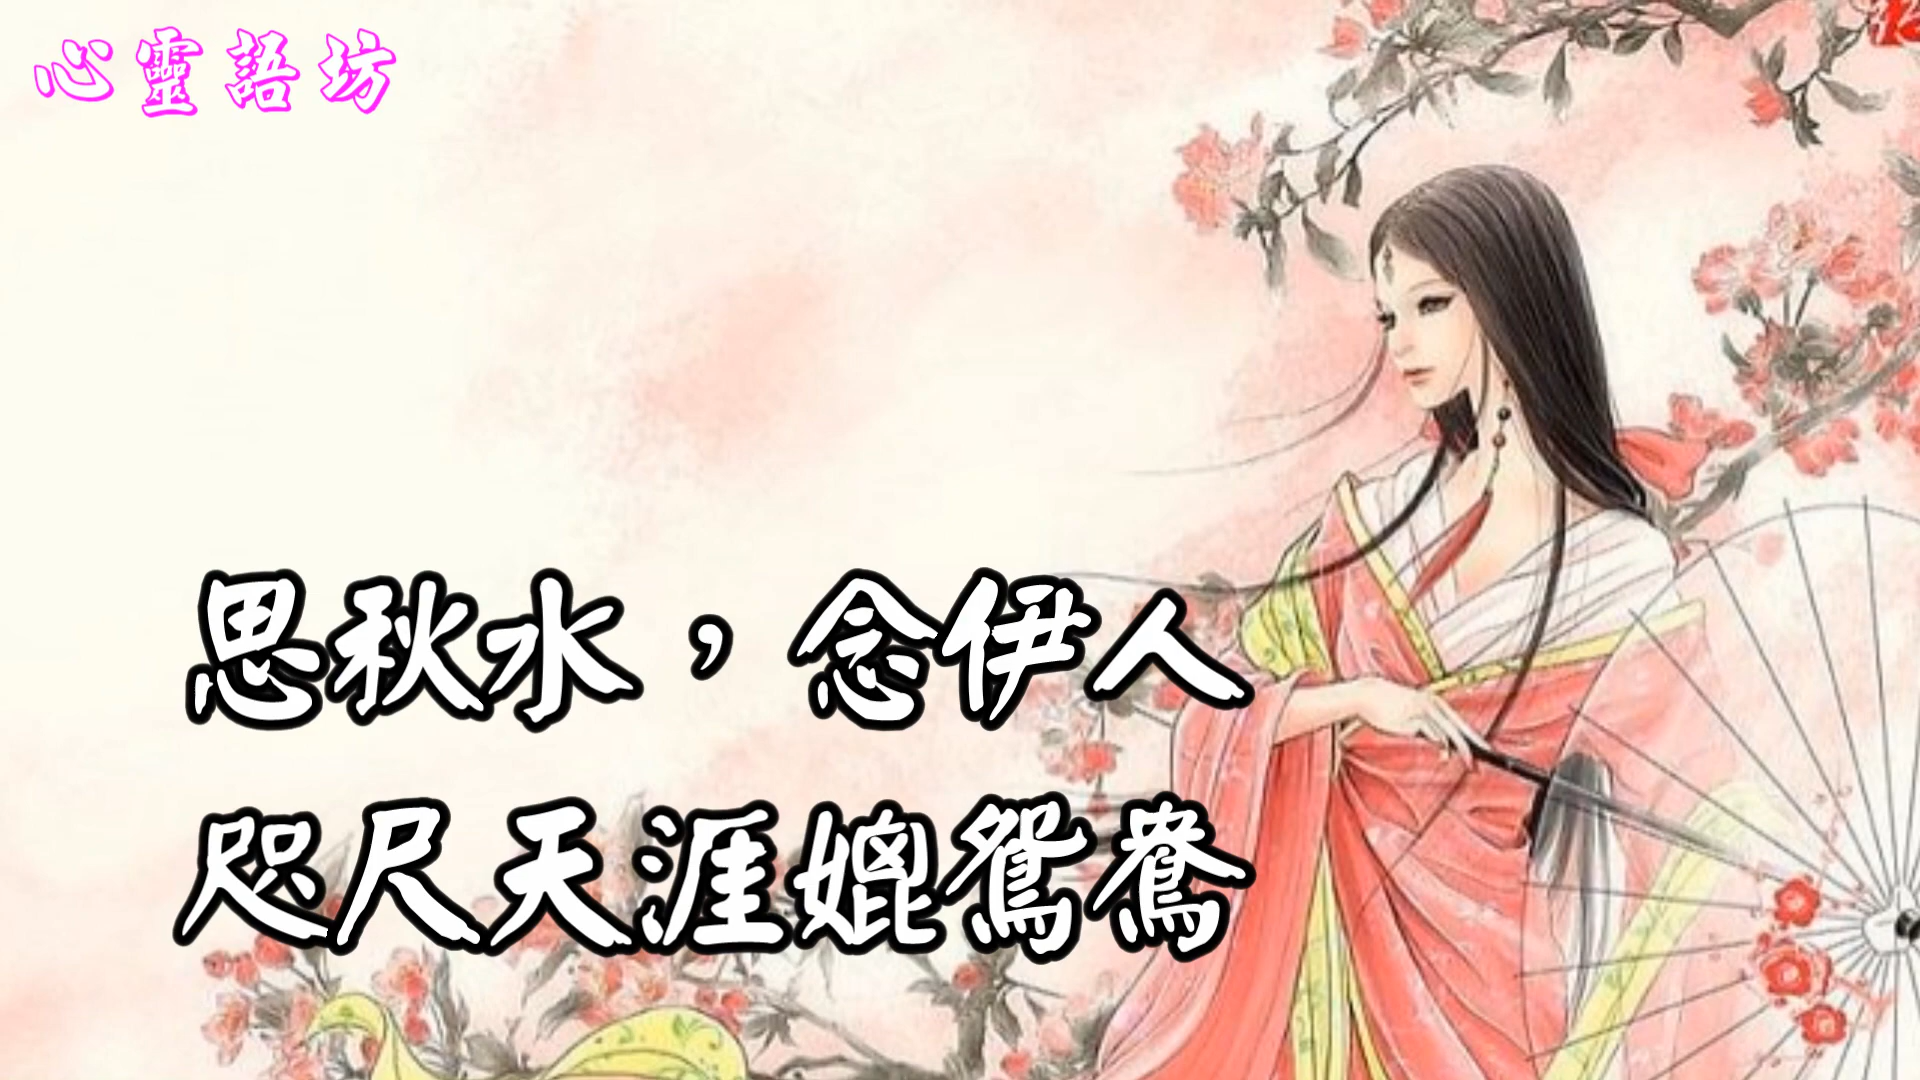 心靈語坊
思秋水，念伊人
咫尺天涯媲鴛鴦